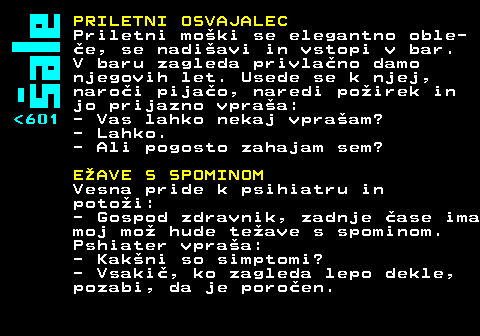 šale
<601
PRILETNI OSVAJALEC
Priletni moški se elegantno oble-
če, se nadišavi in vstopi v bar.
V baru zagleda privlačno damo
njegovih let. Usede se k njej,
naroči pijačo, naredi požirek in
jo prijazno vpraša:
- Vas lahko nekaj vprašam?
- Lahko.
- Ali pogosto zahajam sem?
EŽAVE S SPOMINOM
Vesna pride k psihiatru in
potoži:
- Gospod zdravnik, zadnje čase ima
moj mož hude težave s spominom.
Pshiater vpraša:
- Kakšni so simptomi?
- Vsakič, ko zagleda lepo dekle,
pozabi, da je poročen.